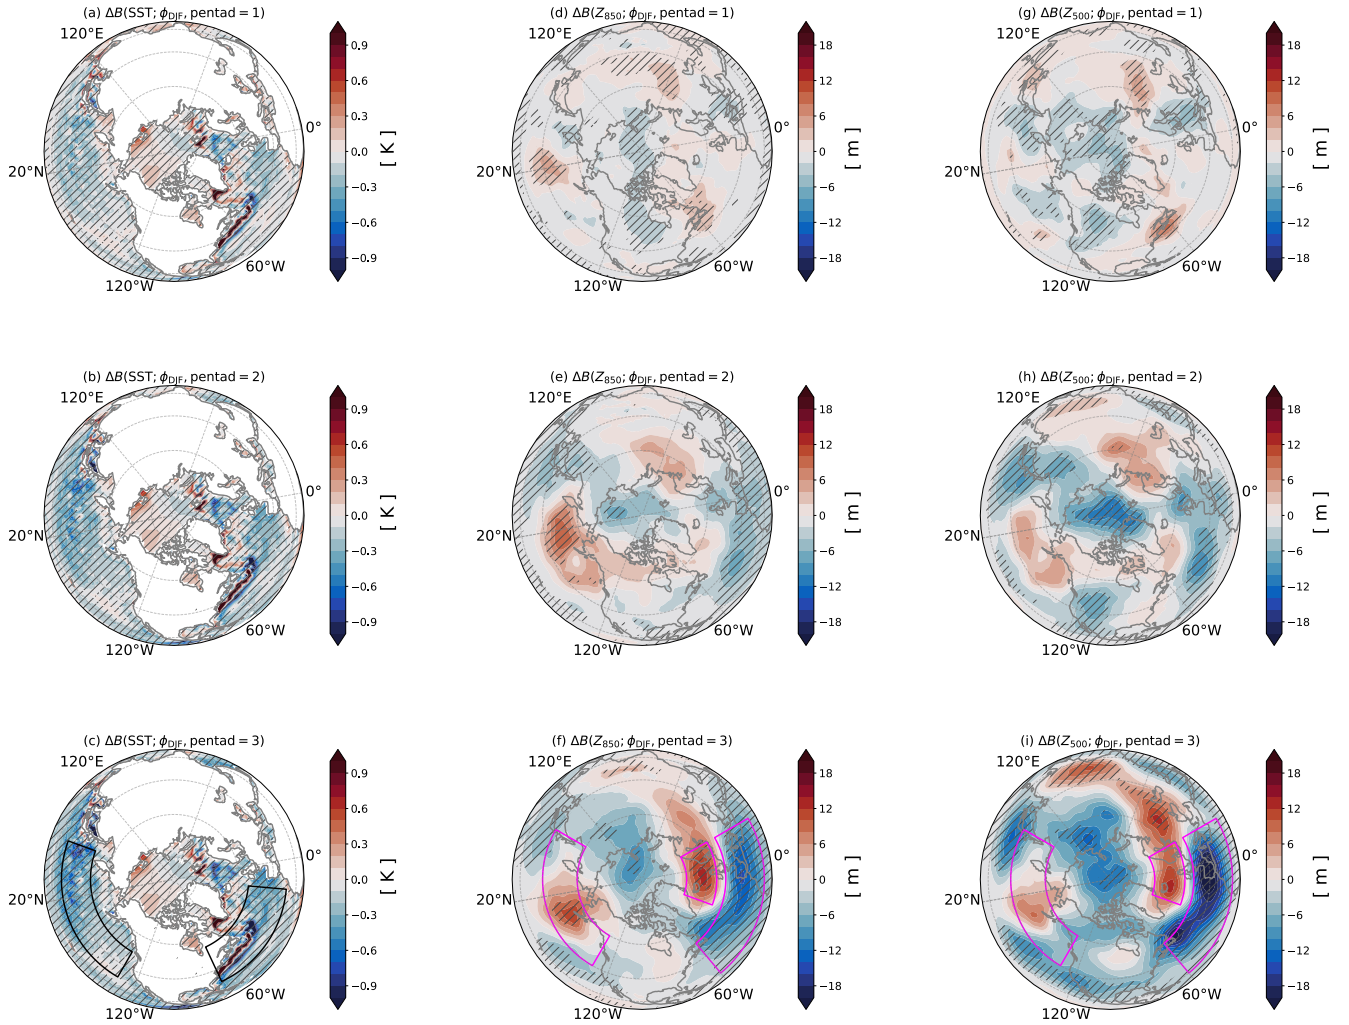 (a) ΔB(SST; ϕ_DJF, pentad = 1)
120°E
20°N
0°
60°W
120°W
0.9
0.6
0.3
0.0
−0.3
−0.6
−0.9
[ K ]
(d) ΔB(Z_850; ϕ_DJF, pentad = 1)
120°E
20°N
0°
60°W
120°W
18
12
6
0
−6
−12
−18
[ m ]
(g) ΔB(Z_500; ϕ_DJF, pentad = 1)
120°E
20°N
0°
60°W
120°W
18
12
6
0
−6
−12
−18
[ m ]
(b) ΔB(SST; ϕ_DJF, pentad = 2)
120°E
20°N
0°
60°W
120°W
0.9
0.6
0.3
0.0
−0.3
−0.6
−0.9
[ K ]
(e) ΔB(Z_850; ϕ_DJF, pentad = 2)
120°E
20°N
0°
60°W
120°W
18
12
6
0
−6
−12
−18
[ m ]
(h) ΔB(Z_500; ϕ_DJF, pentad = 2)
120°E
20°N
0°
60°W
120°W
18
12
6
0
−6
−12
−18
[ m ]
(c) ΔB(SST; ϕ_DJF, pentad = 3)
120°E
20°N
0°
60°W
120°W
0.9
0.6
0.3
0.0
−0.3
−0.6
−0.9
[ K ]
(f) ΔB(Z_850; ϕ_DJF, pentad = 3)
120°E
20°N
0°
60°W
120°W
18
12
6
0
−6
−12
−18
[ m ]
(i) ΔB(Z_500; ϕ_DJF, pentad = 3)
120°E
20°N
0°
60°W
120°W
18
12
6
0
−6
−12
−18
[ m ]